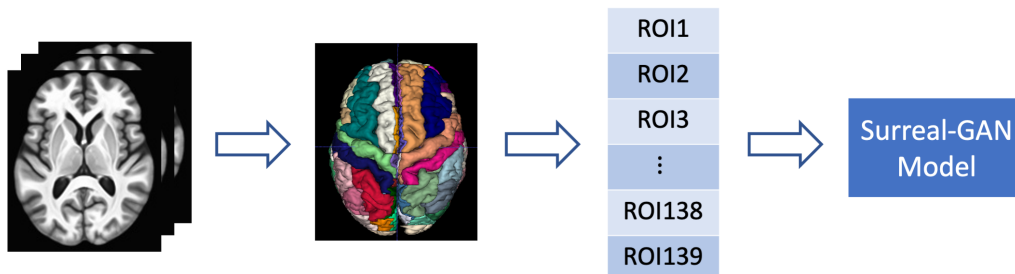 ROI1
ROI2
ROI3
⋮
ROI138
ROI139
Surreal-GAN
Model